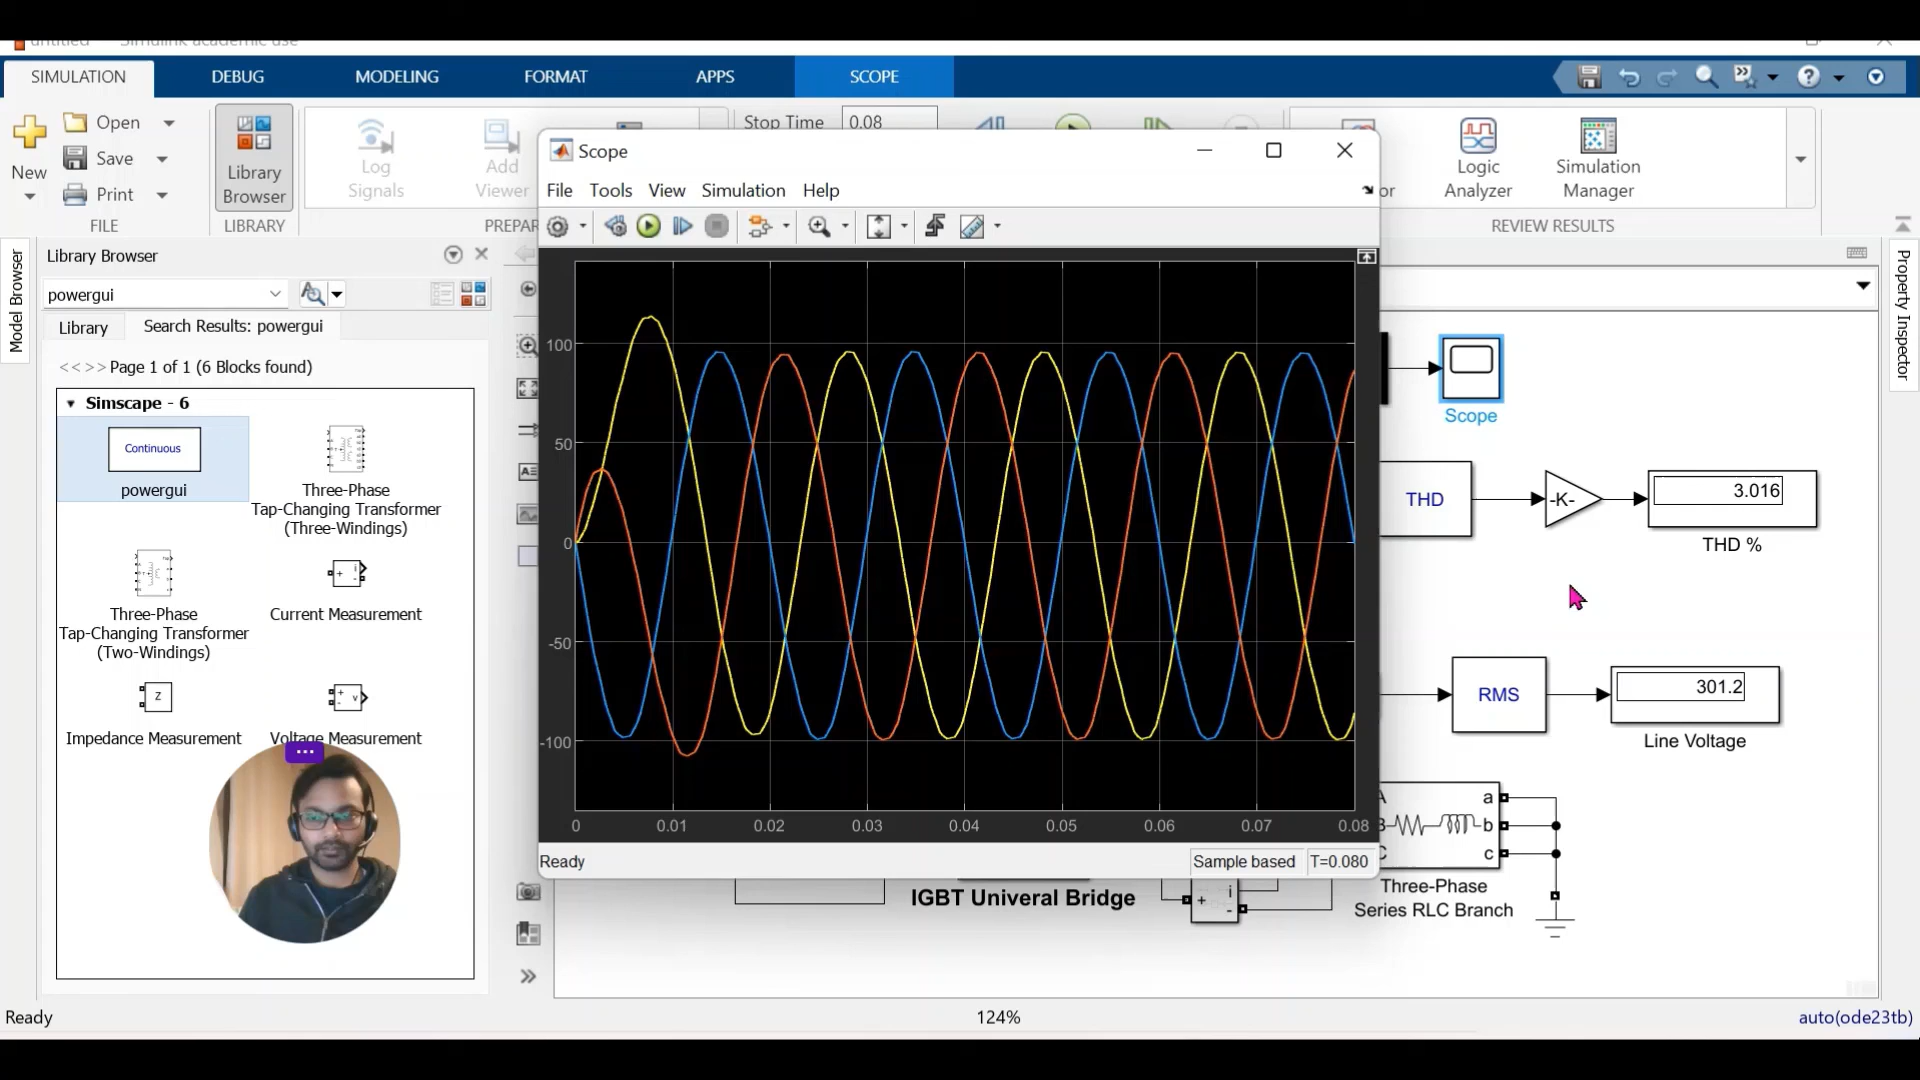 untitled - Simulink academic use
SIMULATION
DEBUG
MODELING
FORMAT
APPS
SCOPE
New
Open
Save
Print
FILE
Library
Browser
LIBRARY
Log
Signals
Add
Viewer
PREPAR
Stop Time
0.08
or
Logic
Analyzer
Simulation
Manager
REVIEW RESULTS
Model Browser
Property Inspector
Library Browser
powergui
Library
Search Results: powergui
<< >> Page 1 of 1 (6 Blocks found)
Simscape - 6
Continuous
powergui
Three-Phase
Tap-Changing Transformer
(Three-Windings)
Three-Phase
Tap-Changing Transformer
(Two-Windings)
+ i
-
Current Measurement
Z
Impedance Measurement
+ v
-
Voltage Measurement
...
Scope
File
Tools
View
Simulation
Help
100
50
0
-50
-100
0
0.01
0.02
0.03
0.04
0.05
0.06
0.07
0.08
Ready
Sample based
T=0.080
Scope
THD
-K-
3.016
THD %
RMS
301.2
Line Voltage
A
a
B
b
C
c
Three-Phase
Series RLC Branch
IGBT Univeral Bridge
i
+
-
Ready
124%
auto(ode23tb)